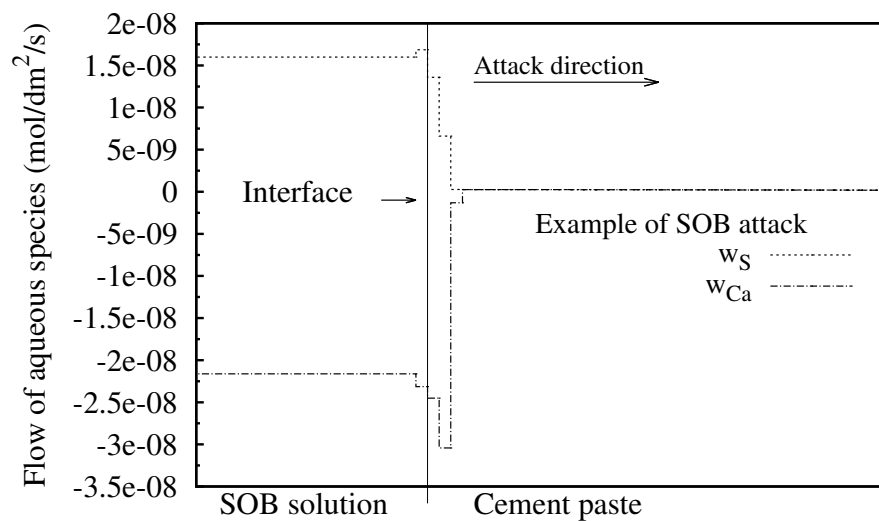 Flow of aqueous species (mol/dm²/s)
2e-08
1.5e-08
1e-08
5e-09
0
-5e-09
-1e-08
-1.5e-08
-2e-08
-2.5e-08
-3e-08
-3.5e-08
Attack direction
Interface
Example of SOB attack
w_S
w_Ca
SOB solution
Cement paste